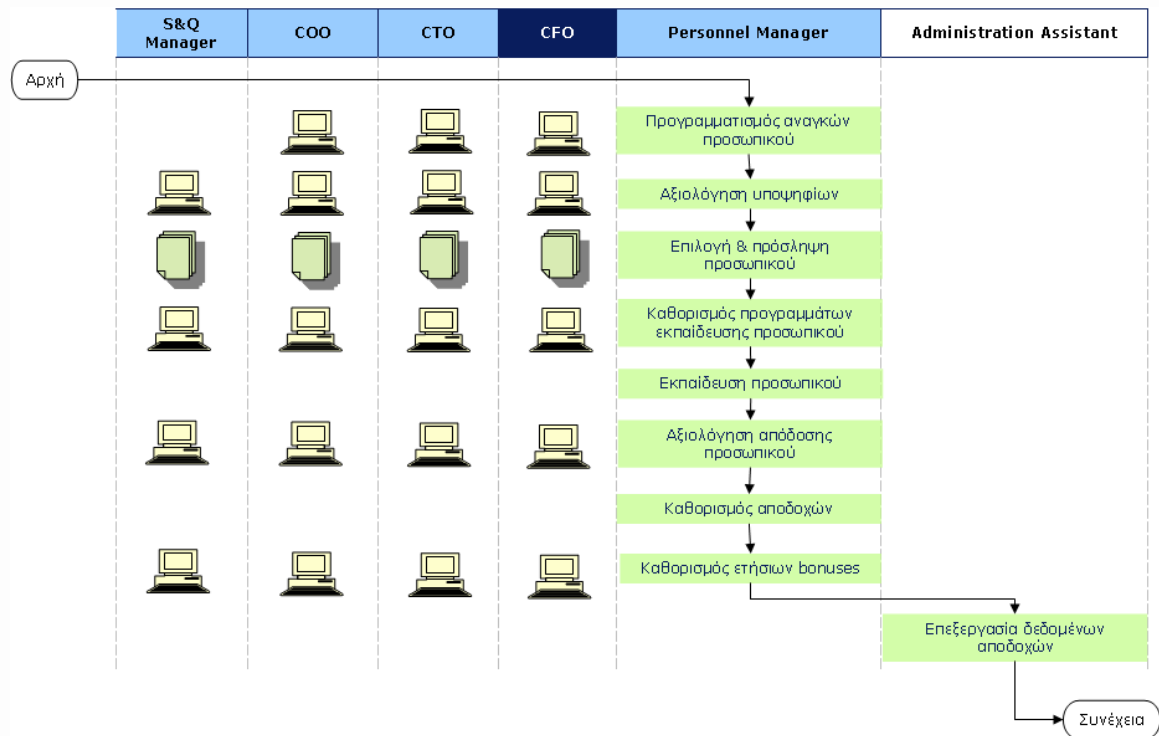 S&Q
Manager
COO
CTO
CFO
Personnel Manager
Administration Assistant
Αρχή
Προγραμματισμός αναγκών
προσωπικού
Αξιολόγηση υποψηφίων
Επιλογή & πρόσληψη
προσωπικού
Καθορισμός προγραμμάτων
εκπαίδευσης προσωπικού
Εκπαίδευση προσωπικού
Αξιολόγηση απόδοσης
προσωπικού
Καθορισμός αποδοχών
Καθορισμός ετήσιων bonuses
Επεξεργασία δεδομένων
αποδοχών
Συνέχεια